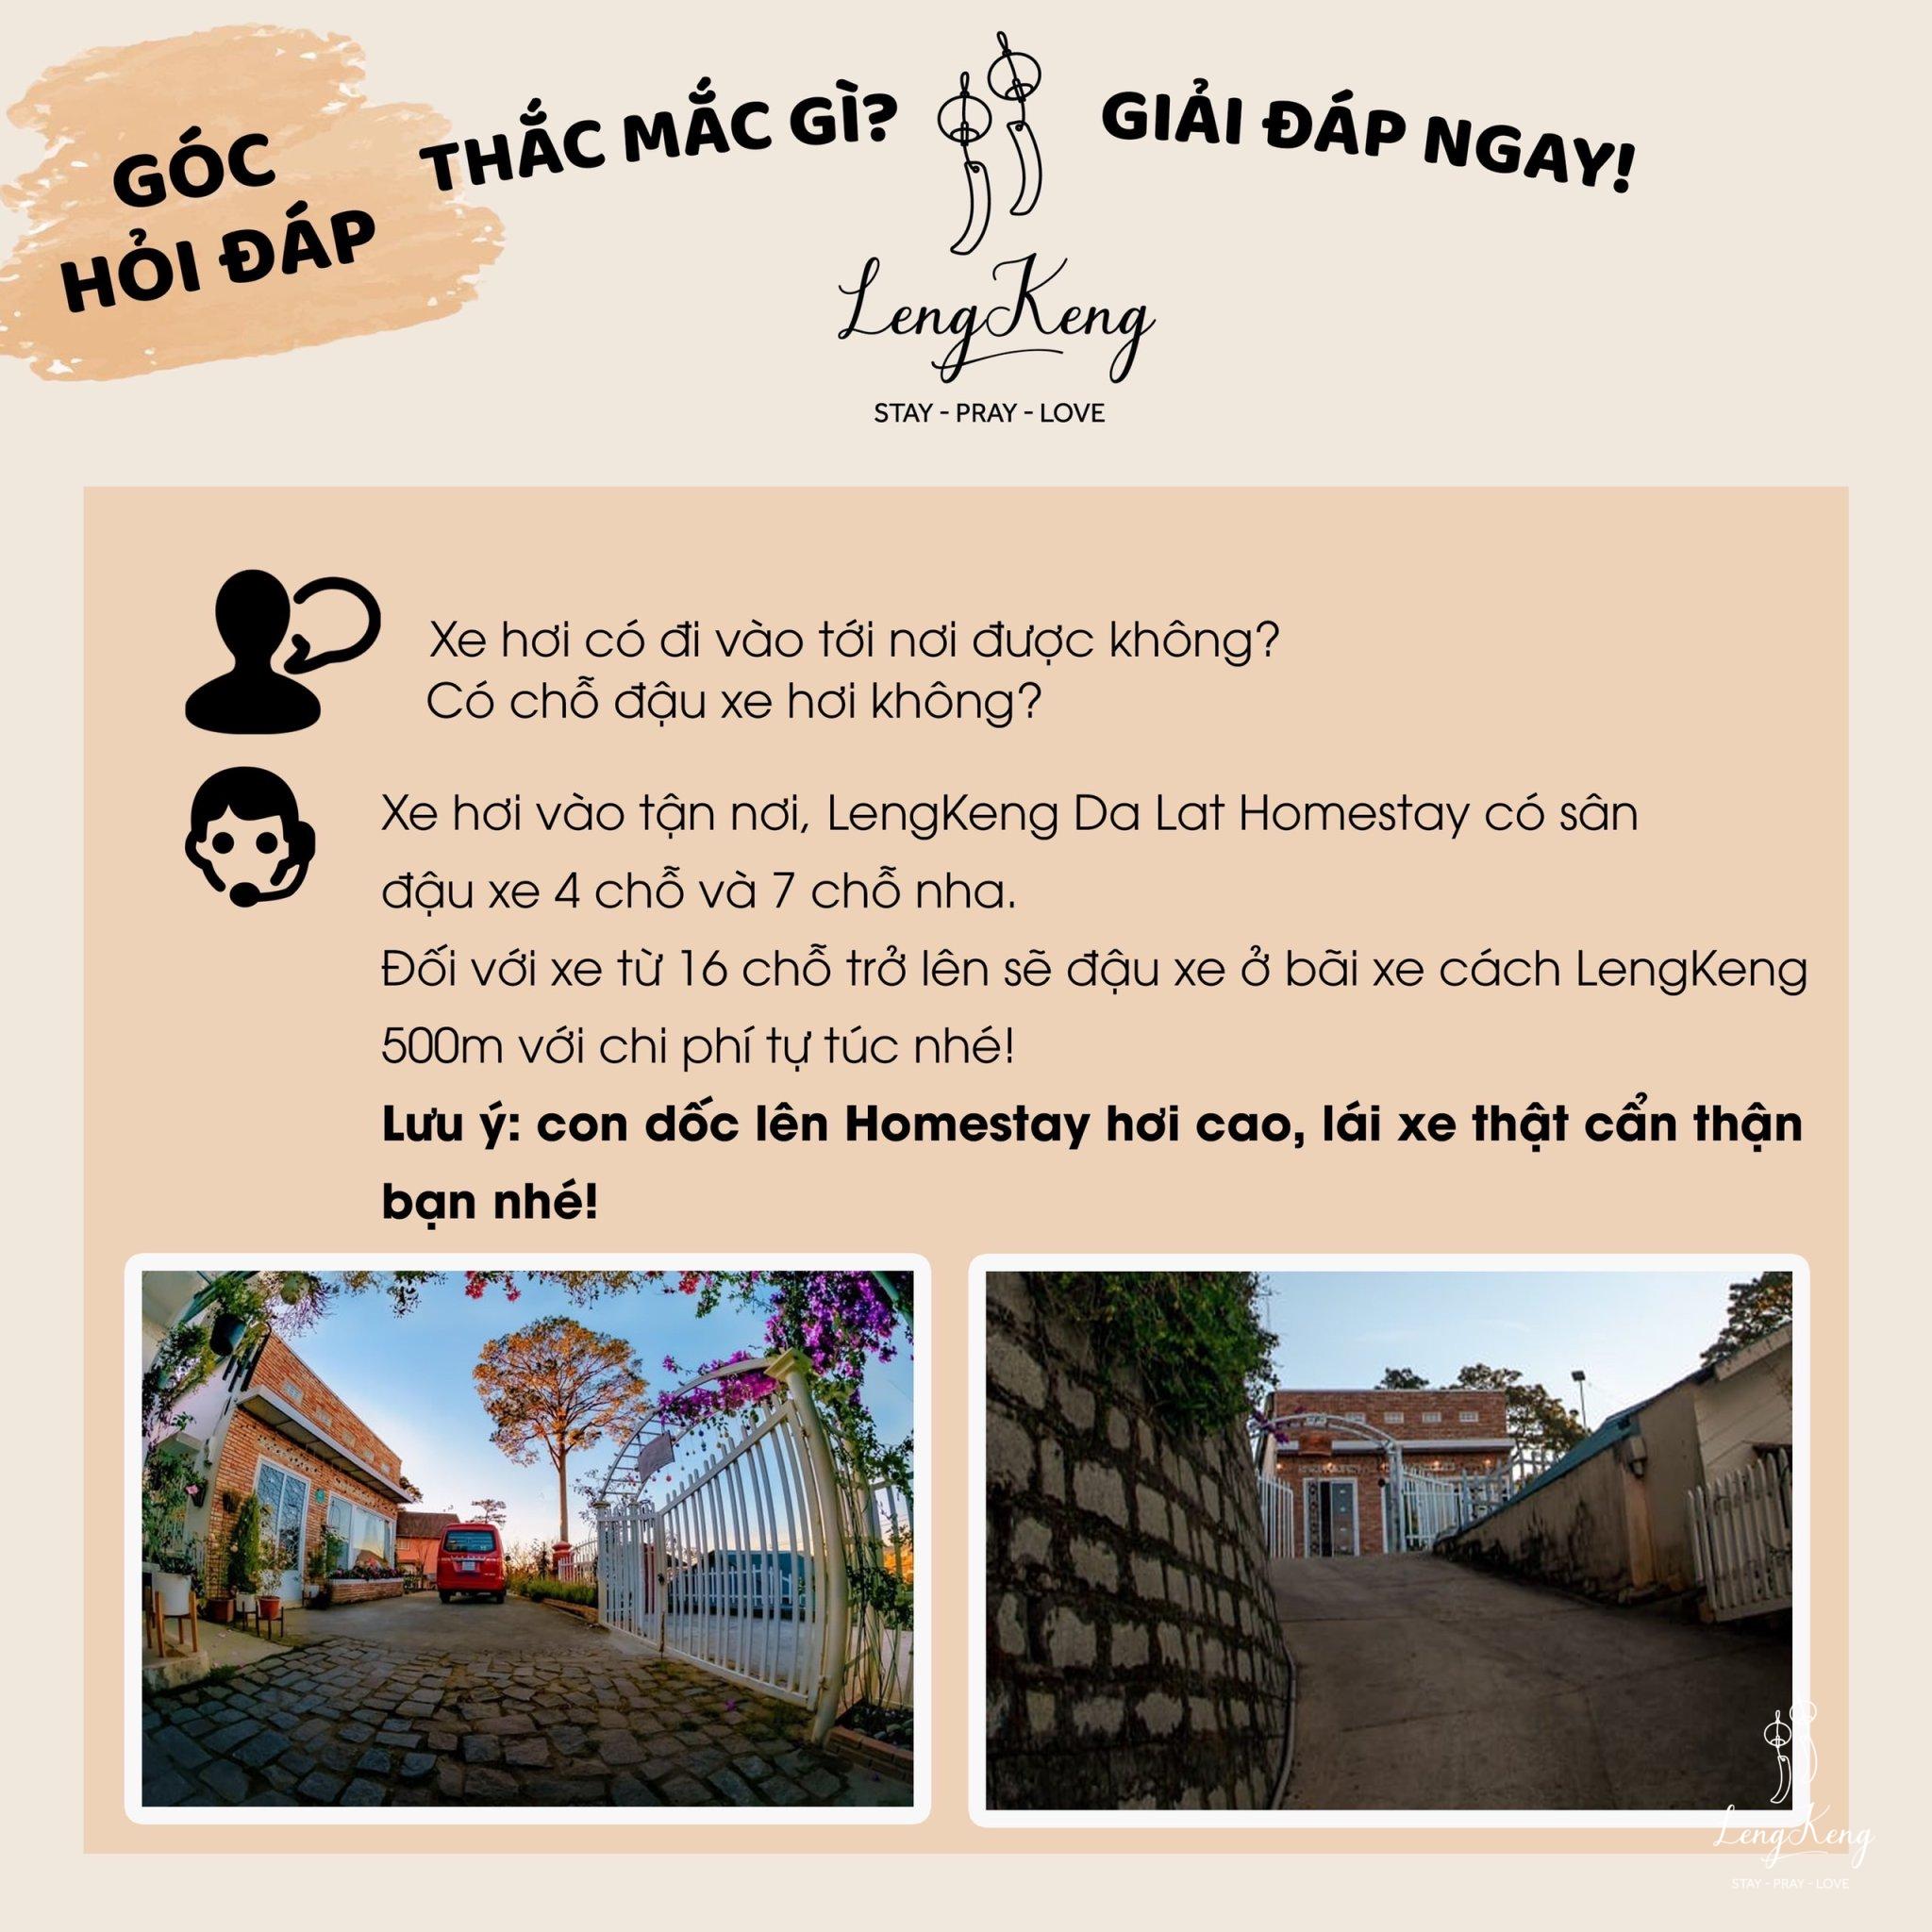 GÓC
HỎI ĐÁP
THẮC MẮC GÌ?
GIẢI ĐÁP NGAY!
LengKeng
STAY - PRAY - LOVE
Xe hơi có đi vào tới nơi được không?
Có chỗ đậu xe hơi không?
Xe hơi vào tận nơi, LengKeng Da Lat Homestay có sân
đậu xe 4 chỗ và 7 chỗ nha.
Đối với xe từ 16 chỗ trở lên sẽ đậu xe ở bãi xe cách LengKeng
500m với chi phí tự túc nhé!
Lưu ý: con dốc lên Homestay hơi cao, lái xe thật cẩn thận
bạn nhé!
LengKeng
STAY - PRAY - LOVE